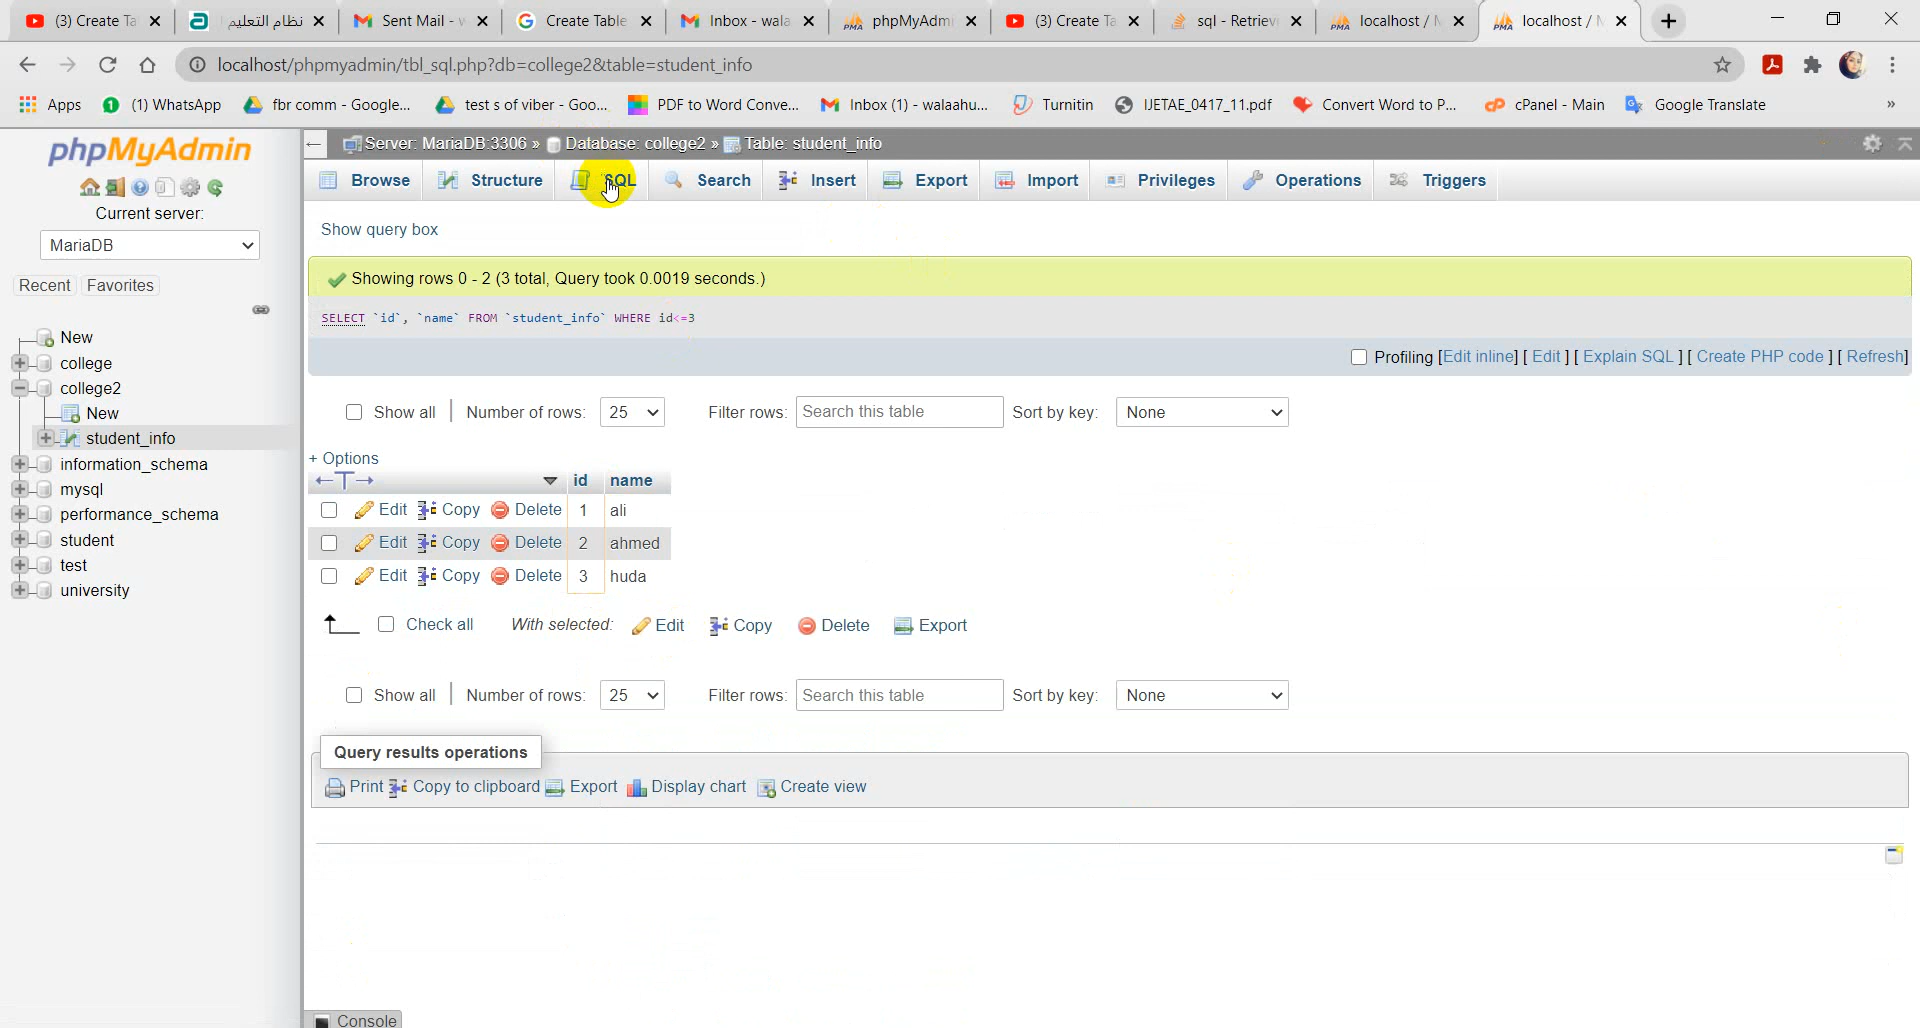 (3) Create Ta
نظام التعليم
Sent Mail - w
Create Table
Inbox - wala
phpMyAdmi
(3) Create Ta
sql - Retriev
localhost / M
localhost / M
localhost/phpmyadmin/tbl_sql.php?db=college2&table=student_info
Apps (1) WhatsApp fbr comm - Google... test s of viber - Goo... PDF to Word Conve... Inbox (1) - walaahu... Turnitin IJETAE_0417_11.pdf Convert Word to P... cPanel - Main Google Translate »
phpMyAdmin
Current server:
MariaDB
Recent Favorites
New
college
college2
New
student_info
information_schema
mysql
performance_schema
student
test
university
Server: MariaDB:3306 » Database: college2 » Table: student_info
Browse Structure SQL Search Insert Export Import Privileges Operations Triggers
Show query box
Showing rows 0 - 2 (3 total, Query took 0.0019 seconds.)
SELECT `id`, `name` FROM `student_info` WHERE id<=3
Profiling [Edit inline] [ Edit ] [ Explain SQL ] [ Create PHP code ] [ Refresh]
Show all Number of rows: 25 Filter rows: Search this table Sort by key: None
+ Options
←T→ id name
Edit Copy Delete 1 ali
Edit Copy Delete 2 ahmed
Edit Copy Delete 3 huda
Check all With selected: Edit Copy Delete Export
Show all Number of rows: 25 Filter rows: Search this table Sort by key: None
Query results operations
Print Copy to clipboard Export Display chart Create view
Console